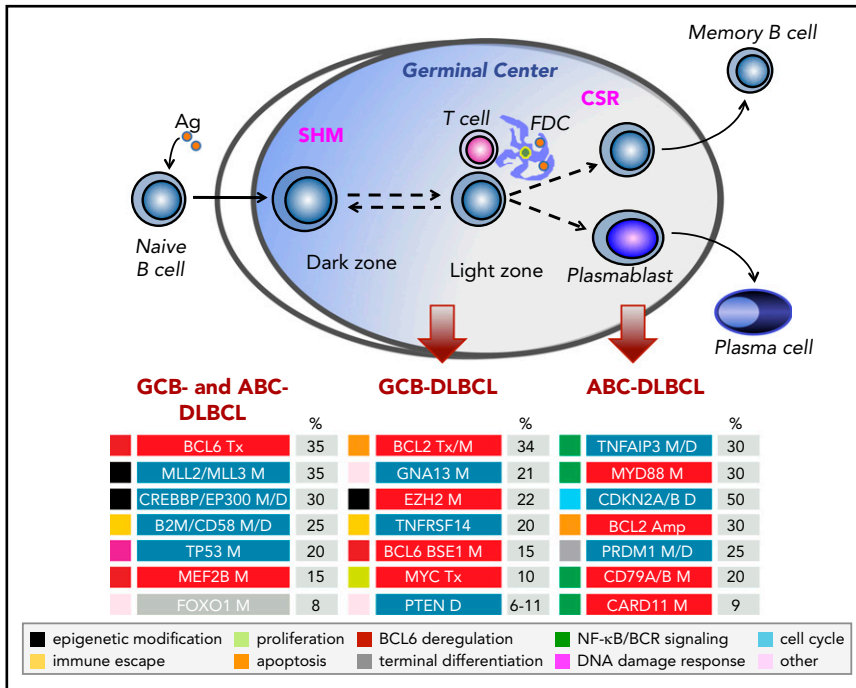 Memory B cell
Germinal Center
CSR
Ag
SHM
T cell
FDC
Naive
B cell
Dark zone
Light zone
Plasmablast
Plasma cell
GCB- and ABC-
DLBCL
%
BCL6 Tx 35
MLL2/MLL3 M 35
CREBBP/EP300 M/D 30
B2M/CD58 M/D 25
TP53 M 20
MEF2B M 15
FOXO1 M 8
GCB-DLBCL
%
BCL2 Tx/M 34
GNA13 M 21
EZH2 M 22
TNFRSF14 20
BCL6 BSE1 M 15
MYC Tx 10
PTEN D 6-11
ABC-DLBCL
%
TNFAIP3 M/D 30
MYD88 M 30
CDKN2A/B D 50
BCL2 Amp 30
PRDM1 M/D 25
CD79A/B M 20
CARD11 M 9
epigenetic modification proliferation BCL6 deregulation NF-κB/BCR signaling cell cycle
immune escape apoptosis terminal differentiation DNA damage response other